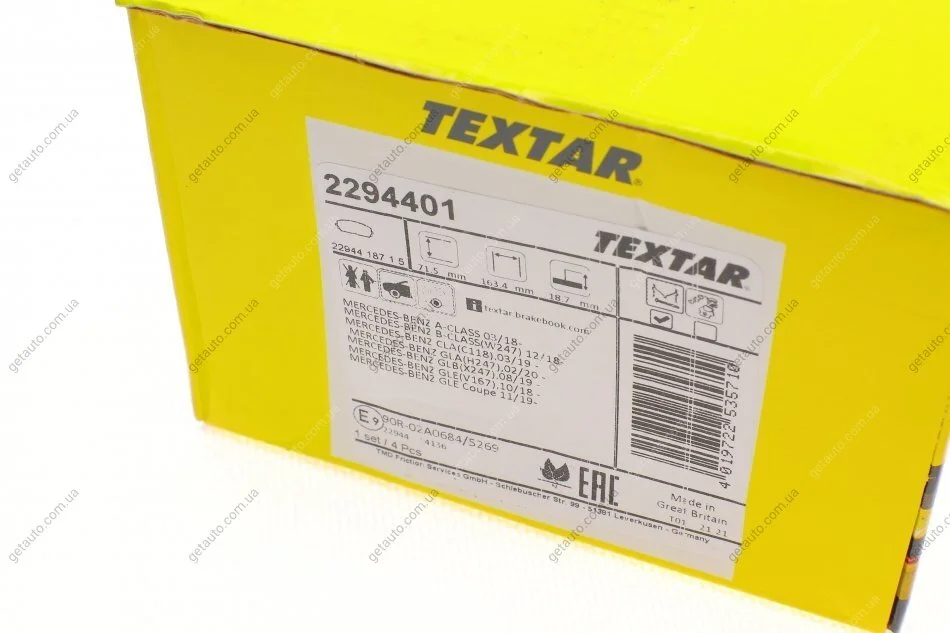 TEXTAR
2294401
TEXTAR
22944 187 1 5
71.5 mm
163.4 mm
18.7 mm
i textar.brakebook.com
MERCEDES-BENZ A-CLASS 03/18-
MERCEDES-BENZ B-CLASS(W247) 12/18-
MERCEDES-BENZ CLA(C118).03/19 -
MERCEDES-BENZ GLA(H247).02/20 -
MERCEDES-BENZ GLB(X247).08/19 -
MERCEDES-BENZ GLE(V167).10/18 -
MERCEDES-BENZ GLE Coupe 11/19-
E9 90R-02A0684/5269
22944 4136
1 set / 4 Pcs
EAC
4 019722 535710
Made in
Great Britain
T01 21 21
TMD Friction Services GmbH - Schlebuscher Str. 99 - 51381 Leverkusen - Germany
getauto.com.ua